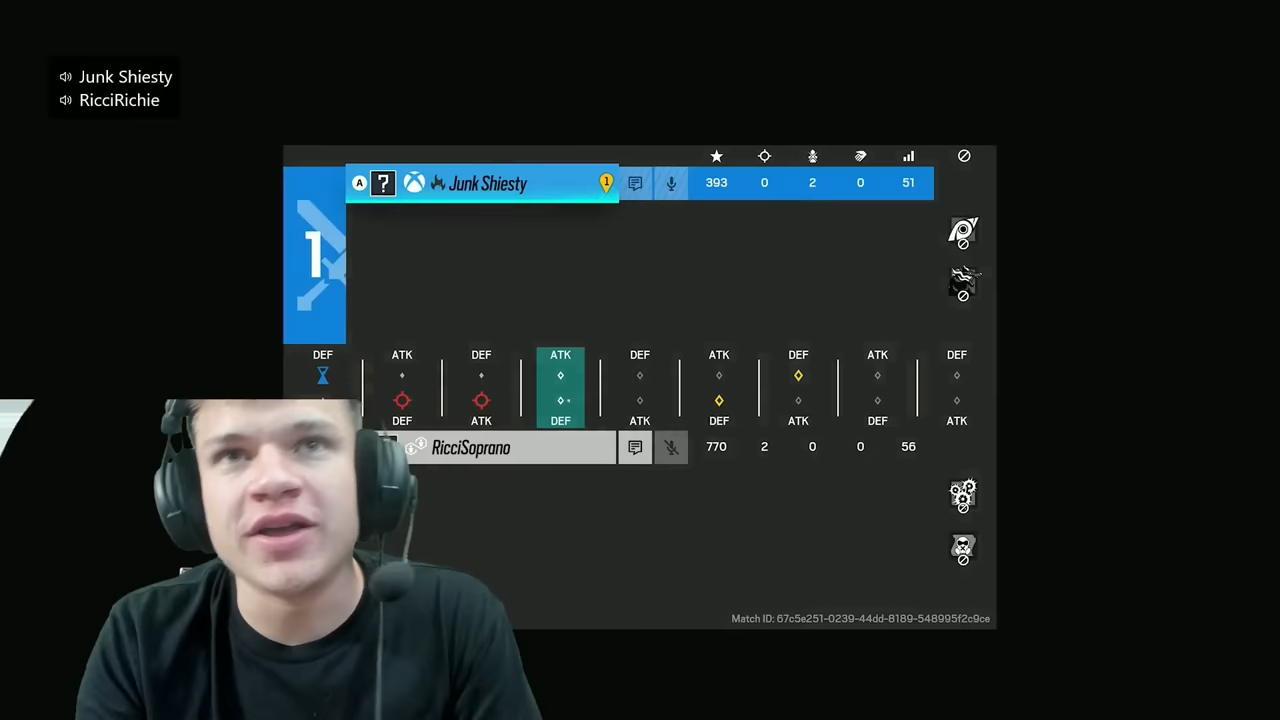 Junk Shiesty
RicciRichie
A ? Junk Shiesty 1 393 0 2 0 51
1
DEF ATK DEF ATK DEF ATK DEF ATK DEF
DEF ATK DEF ATK DEF ATK DEF ATK
RicciSoprano 770 2 0 0 56
Match ID: 67c5e251-0239-44dd-8189-548995f2c9ce